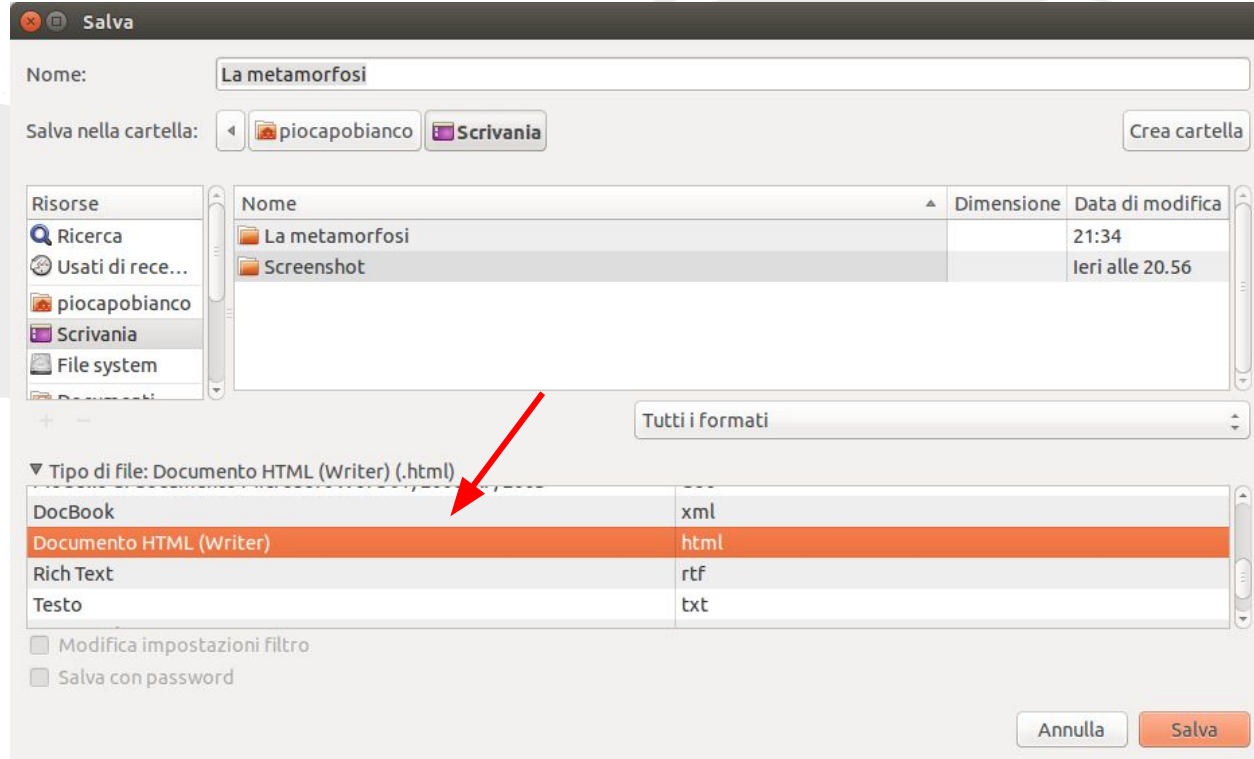 Salva
Nome: La metamorfosi
Salva nella cartella: piocapobianco Scrivania Crea cartella
Risorse
Ricerca
Usati di rece...
piocapobianco
Scrivania
File system
Nome Dimensione Data di modifica
La metamorfosi 21:34
Screenshot Ieri alle 20.56
Tutti i formati
Tipo di file: Documento HTML (Writer) (.html)
DocBook xml
Documento HTML (Writer) html
Rich Text rtf
Testo txt
Modifica impostazioni filtro
Salva con password
Annulla Salva